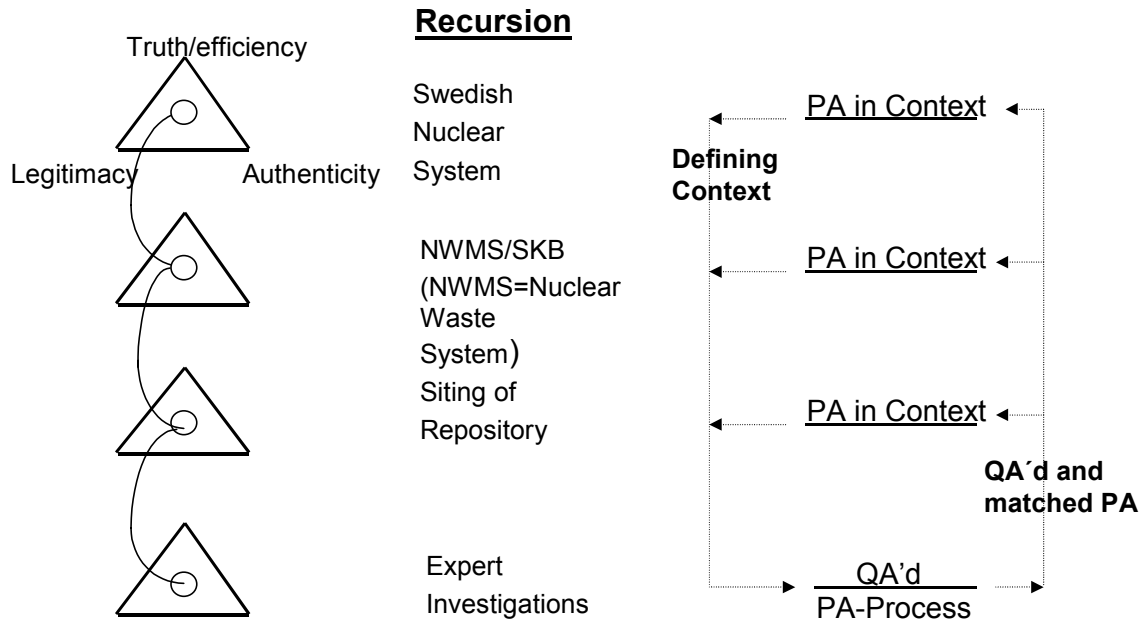 Recursion
Truth/efficiency
Legitimacy
Authenticity
Swedish
Nuclear
System
NWMS/SKB
(NWMS=Nuclear
Waste
System)
Siting of
Repository
Expert
Investigations
PA in Context
Defining
Context
PA in Context
PA in Context
QA´d and
matched PA
QA’d
PA-Process